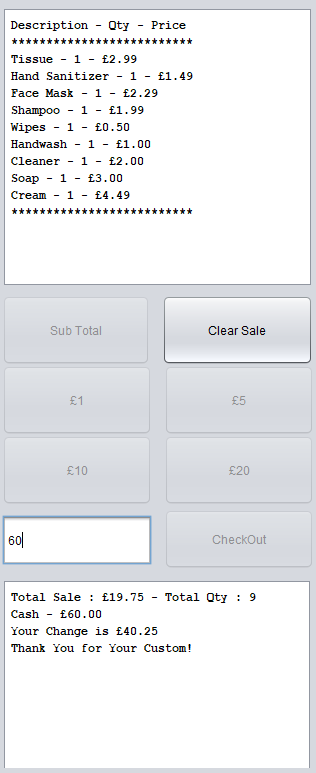 Description - Qty - Price
**************************
Tissue - 1 - £2.99
Hand Sanitizer - 1 - £1.49
Face Mask - 1 - £2.29
Shampoo - 1 - £1.99
Wipes - 1 - £0.50
Handwash - 1 - £1.00
Cleaner - 1 - £2.00
Soap - 1 - £3.00
Cream - 1 - £4.49
**************************
Sub Total
Clear Sale
£1
£5
£10
£20
60
CheckOut
Total Sale : £19.75 - Total Qty : 9
Cash - £60.00
Your Change is £40.25
Thank You for Your Custom!